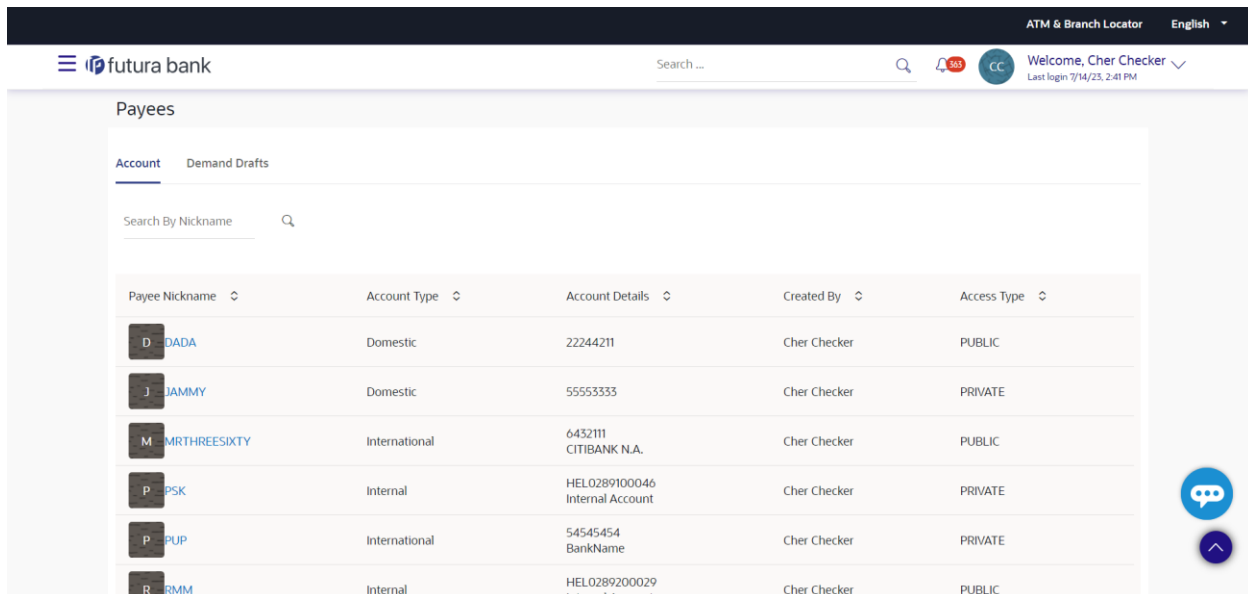 ATM & Branch Locator English
futura bank Search ... 363 CC Welcome, Cher Checker
Last login 7/14/23, 2:41 PM
Payees
Account Demand Drafts
Search By Nickname
Payee Nickname Account Type Account Details Created By Access Type
D DADA Domestic 22244211 Cher Checker PUBLIC
J JAMMY Domestic 55553333 Cher Checker PRIVATE
M MRTHREESIXTY International 6432111 Cher Checker PUBLIC
CITIBANK N.A.
P PSK Internal HEL0289100046 Cher Checker PRIVATE
Internal Account
P PUP International 54545454 Cher Checker PRIVATE
BankName
R RMM Internal HEL0289200029 Cher Checker PUBLIC